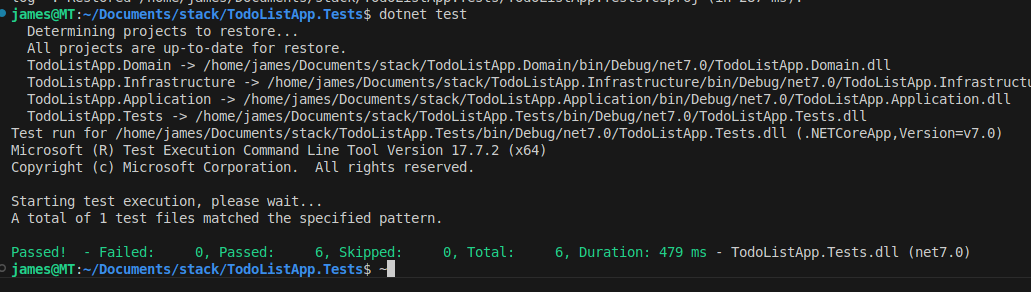 james@MT:~/Documents/stack/TodoListApp.Tests$ dotnet test
  Determining projects to restore...
  All projects are up-to-date for restore.
  TodoListApp.Domain -> /home/james/Documents/stack/TodoListApp.Domain/bin/Debug/net7.0/TodoListApp.Domain.dll
  TodoListApp.Infrastructure -> /home/james/Documents/stack/TodoListApp.Infrastructure/bin/Debug/net7.0/TodoListApp.Infrastructu
  TodoListApp.Application -> /home/james/Documents/stack/TodoListApp.Application/bin/Debug/net7.0/TodoListApp.Application.dll
  TodoListApp.Tests -> /home/james/Documents/stack/TodoListApp.Tests/bin/Debug/net7.0/TodoListApp.Tests.dll
Test run for /home/james/Documents/stack/TodoListApp.Tests/bin/Debug/net7.0/TodoListApp.Tests.dll (.NETCoreApp,Version=v7.0)
Microsoft (R) Test Execution Command Line Tool Version 17.7.2 (x64)
Copyright (c) Microsoft Corporation.  All rights reserved.
Starting test execution, please wait...
A total of 1 test files matched the specified pattern.
Passed!  - Failed:     0, Passed:     6, Skipped:     0, Total:     6, Duration: 479 ms - TodoListApp.Tests.dll (net7.0)
james@MT:~/Documents/stack/TodoListApp.Tests$ ~